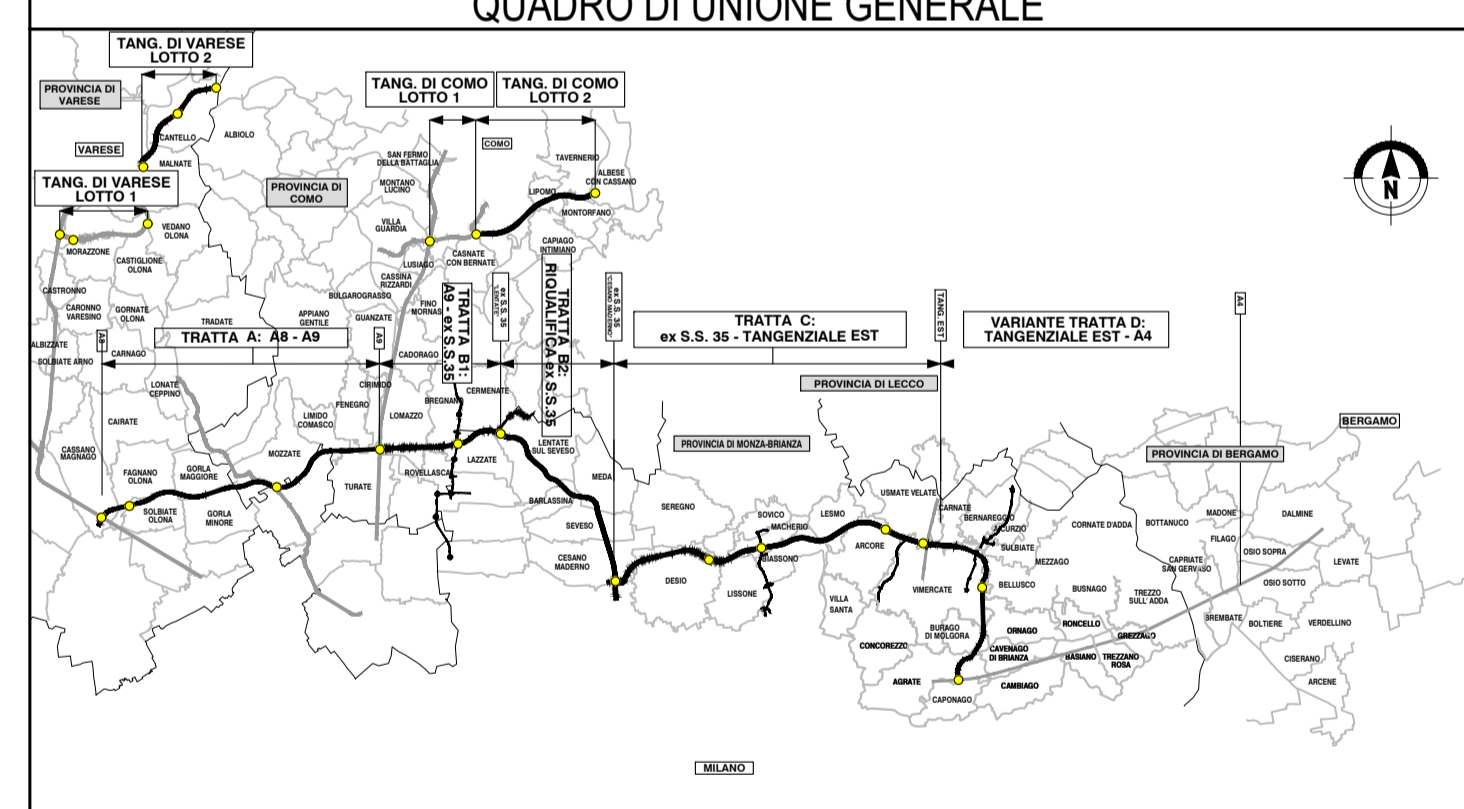 QUADRO DI UNIONE GENERALE
TANG. DI VARESE
LOTTO 2
PROVINCIA DI
VARESE
CANTELLO
ALBIOLO
VARESE
MALNATE
TANG. DI VARESE
LOTTO 1
TANG. DI COMO
LOTTO 1
TANG. DI COMO
LOTTO 2
COMO
SAN FERMO
DELLA BATTAGLIA
TAVERNERIO
ALBESE
CON CASSANO
MONTANO
LUCINO
LIPOMO
MONTORFANO
PROVINCIA DI
COMO
N
VILLA
GUARDIA
VEDANO
OLONA
MORAZZONE
CASTIGLIONE
OLONA
LUSIAGO
CASNATE
CON BERNATE
CAPIAGO
INTIMIANO
CASSINA
RIZZARDI
BULGAROGRASSO
CASTRONNO
CARONNO
VARESINO
GORNATE
OLONA
TRADATE
APPIANO
GENTILE
GUANZATE
FINO
MORNAS
ALBIZZATE
SOLBIATE ARNO
CARNAGO
A8
TRATTA A: A8 - A9
A9
CADORAGO
TRATTA B1:
A9 - ex S.S.35
ex S.S. 35
"LENTATE"
TRATTA B2:
RIQUALIFICA ex S.S.35
ex S.S. 35
"CESANO MADERNO"
TRATTA C:
ex S.S. 35 - TANGENZIALE EST
TANG. EST
VARIANTE TRATTA D:
TANGENZIALE EST - A4
A4
PROVINCIA DI LECCO
LONATE
CEPPINO
CIRIMIDO
FENEGRO
BREGNAN
CERMENATE
CAIRATE
LIMIDO
COMASCO
LOMAZZO
BERGAMO
PROVINCIA DI MONZA-BRIANZA
PROVINCIA DI BERGAMO
CASSANO
MAGNAGO
MOZZATE
LAZZATE
LENTATE
SUL SEVESO
FAGNANO
OLONA
GORLA
MAGGIORE
ROVELLASCA
TURATE
MEDA
SOLBIATE
OLONA
GORLA
MINORE
BARLASSINA
SEVESO
SEREGNO
SOVICO
MACHERIO
LESMO
USMATE VELATE
CARNATE
BERNAREGGIO
AICURZIO
CORNATE D'ADDA
BOTTANUCO
MADONE
DALMINE
FILAGO
OSIO SOPRA
CESANO
MADERNO
DESIO
BIASSONO
ARCORE
SULBIATE
MEZZAGO
CAPRIATE
SAN GERVASO
LEVATE
OSIO SOTTO
LISSONE
VILLA
SANTA
VIMERCATE
BELLUSCO
BUSNAGO
TREZZO
SULL' ADDA
BREMBATE
BOLTIERE
VERDELLINO
BURAGO
DI MOLGORA
ORNAGO
RONCELLO
GREZZAGO
CONCOREZZO
CAVENAGO
DI BRIANZA
BASIANO
TREZZANO
ROSA
CISERANO
AGRATE
CAMBIAGO
ARCENE
CAPONAGO
MILANO